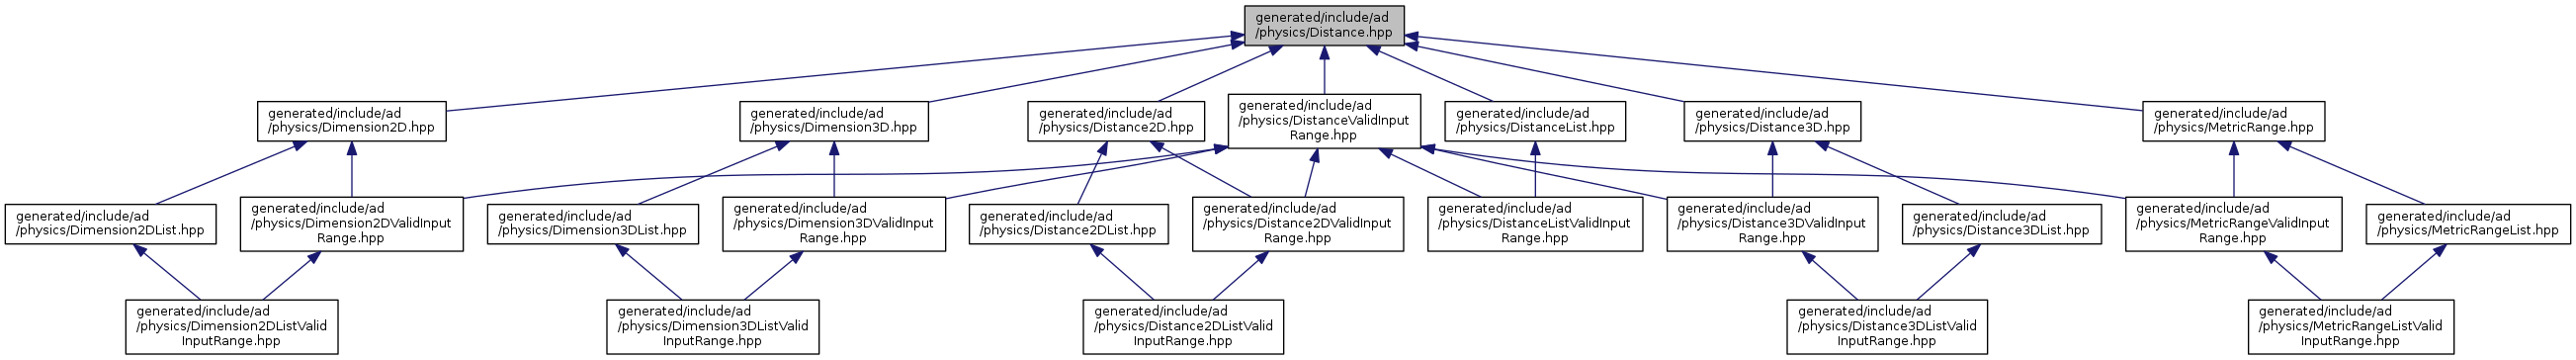 generated/include/ad
/physics/Distance.hpp
generated/include/ad
/physics/Dimension2D.hpp
generated/include/ad
/physics/Dimension3D.hpp
generated/include/ad
/physics/Distance2D.hpp
generated/include/ad
/physics/DistanceValidInput
Range.hpp
generated/include/ad
/physics/DistanceList.hpp
generated/include/ad
/physics/Distance3D.hpp
generated/include/ad
/physics/MetricRange.hpp
generated/include/ad
/physics/Dimension2DList.hpp
generated/include/ad
/physics/Dimension2DValidInput
Range.hpp
generated/include/ad
/physics/Dimension3DList.hpp
generated/include/ad
/physics/Dimension3DValidInput
Range.hpp
generated/include/ad
/physics/Distance2DList.hpp
generated/include/ad
/physics/Distance2DValidInput
Range.hpp
generated/include/ad
/physics/DistanceListValidInput
Range.hpp
generated/include/ad
/physics/Distance3DValidInput
Range.hpp
generated/include/ad
/physics/Distance3DList.hpp
generated/include/ad
/physics/MetricRangeValidInput
Range.hpp
generated/include/ad
/physics/MetricRangeList.hpp
generated/include/ad
/physics/Dimension2DListValid
InputRange.hpp
generated/include/ad
/physics/Dimension3DListValid
InputRange.hpp
generated/include/ad
/physics/Distance2DListValid
InputRange.hpp
generated/include/ad
/physics/Distance3DListValid
InputRange.hpp
generated/include/ad
/physics/MetricRangeListValid
InputRange.hpp